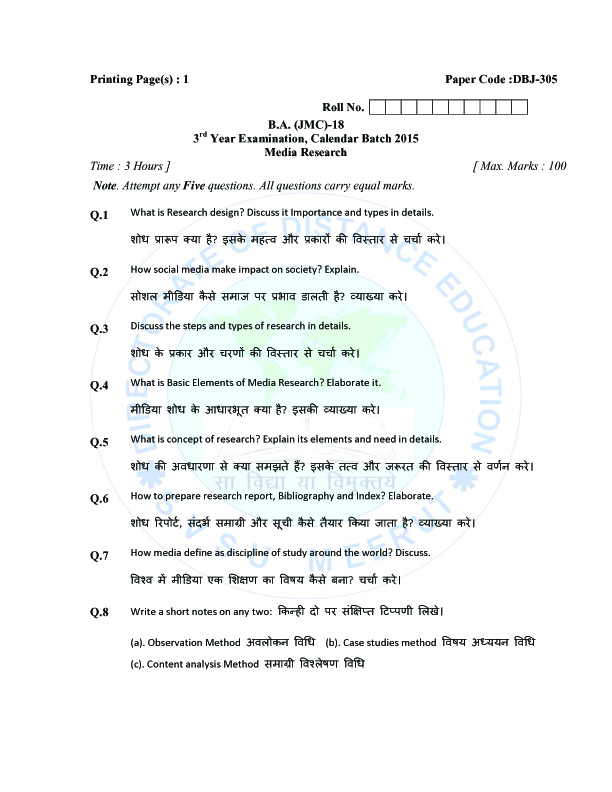 Printing Page(s) : 1 Paper Code :DBJ-305
Roll No.
B.A. (JMC)-18
3rd Year Examination, Calendar Batch 2015
Media Research
Time : 3 Hours ] [ Max. Marks : 100
Note. Attempt any Five questions. All questions carry equal marks.
Q.1 What is Research design? Discuss it Importance and types in details.
शोध प्रारूप क्या है? इसके महत्व और प्रकारों की विस्तार से चर्चा करे।
Q.2 How social media make impact on society? Explain.
सोशल मीडिया कैसे समाज पर प्रभाव डालती है? व्याख्या करे।
Q.3 Discuss the steps and types of research in details.
शोध के प्रकार और चरणों की विस्तार से चर्चा करे।
Q.4 What is Basic Elements of Media Research? Elaborate it.
मीडिया शोध के आधारभूत क्या है? इसकी व्याख्या करे।
Q.5 What is concept of research? Explain its elements and need in details.
शोध की अवधारणा से क्या समझते हैं? इसके तत्व और जरूरत की विस्तार से वर्णन करे।
Q.6 How to prepare research report, Bibliography and Index? Elaborate.
शोध रिपोर्ट, संदर्भ समाग्री और सूची कैसे तैयार किया जाता है? व्याख्या करे।
Q.7 How media define as discipline of study around the world? Discuss.
विश्व में मीडिया एक शिक्षण का विषय कैसे बना? चर्चा करे।
Q.8 Write a short notes on any two: किन्ही दो पर संक्षिप्त टिप्पणी लिखे।
(a). Observation Method अवलोकन विधि (b). Case studies method विषय अध्ययन विधि
(c). Content analysis Method समाग्री विश्लेषण विधि
DIRECTORATE OF DISTANCE EDUCATION
सा विद्या या विमुक्तये
S V S U MEERUT